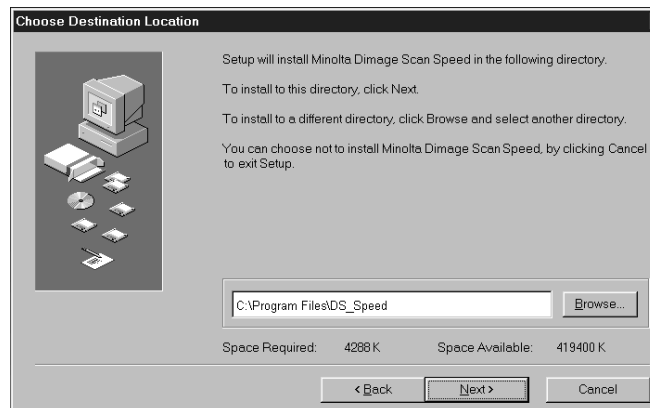 Choose Destination Location
Setup will install Minolta Dimage Scan Speed in the following directory.
To install to this directory, click Next.
To install to a different directory, click Browse and select another directory.
You can choose not to install Minolta Dimage Scan Speed, by clicking Cancel
to exit Setup.
C:\Program Files\DS_Speed
Browse...
Space Required: 4288 K Space Available: 419400 K
< Back Next > Cancel